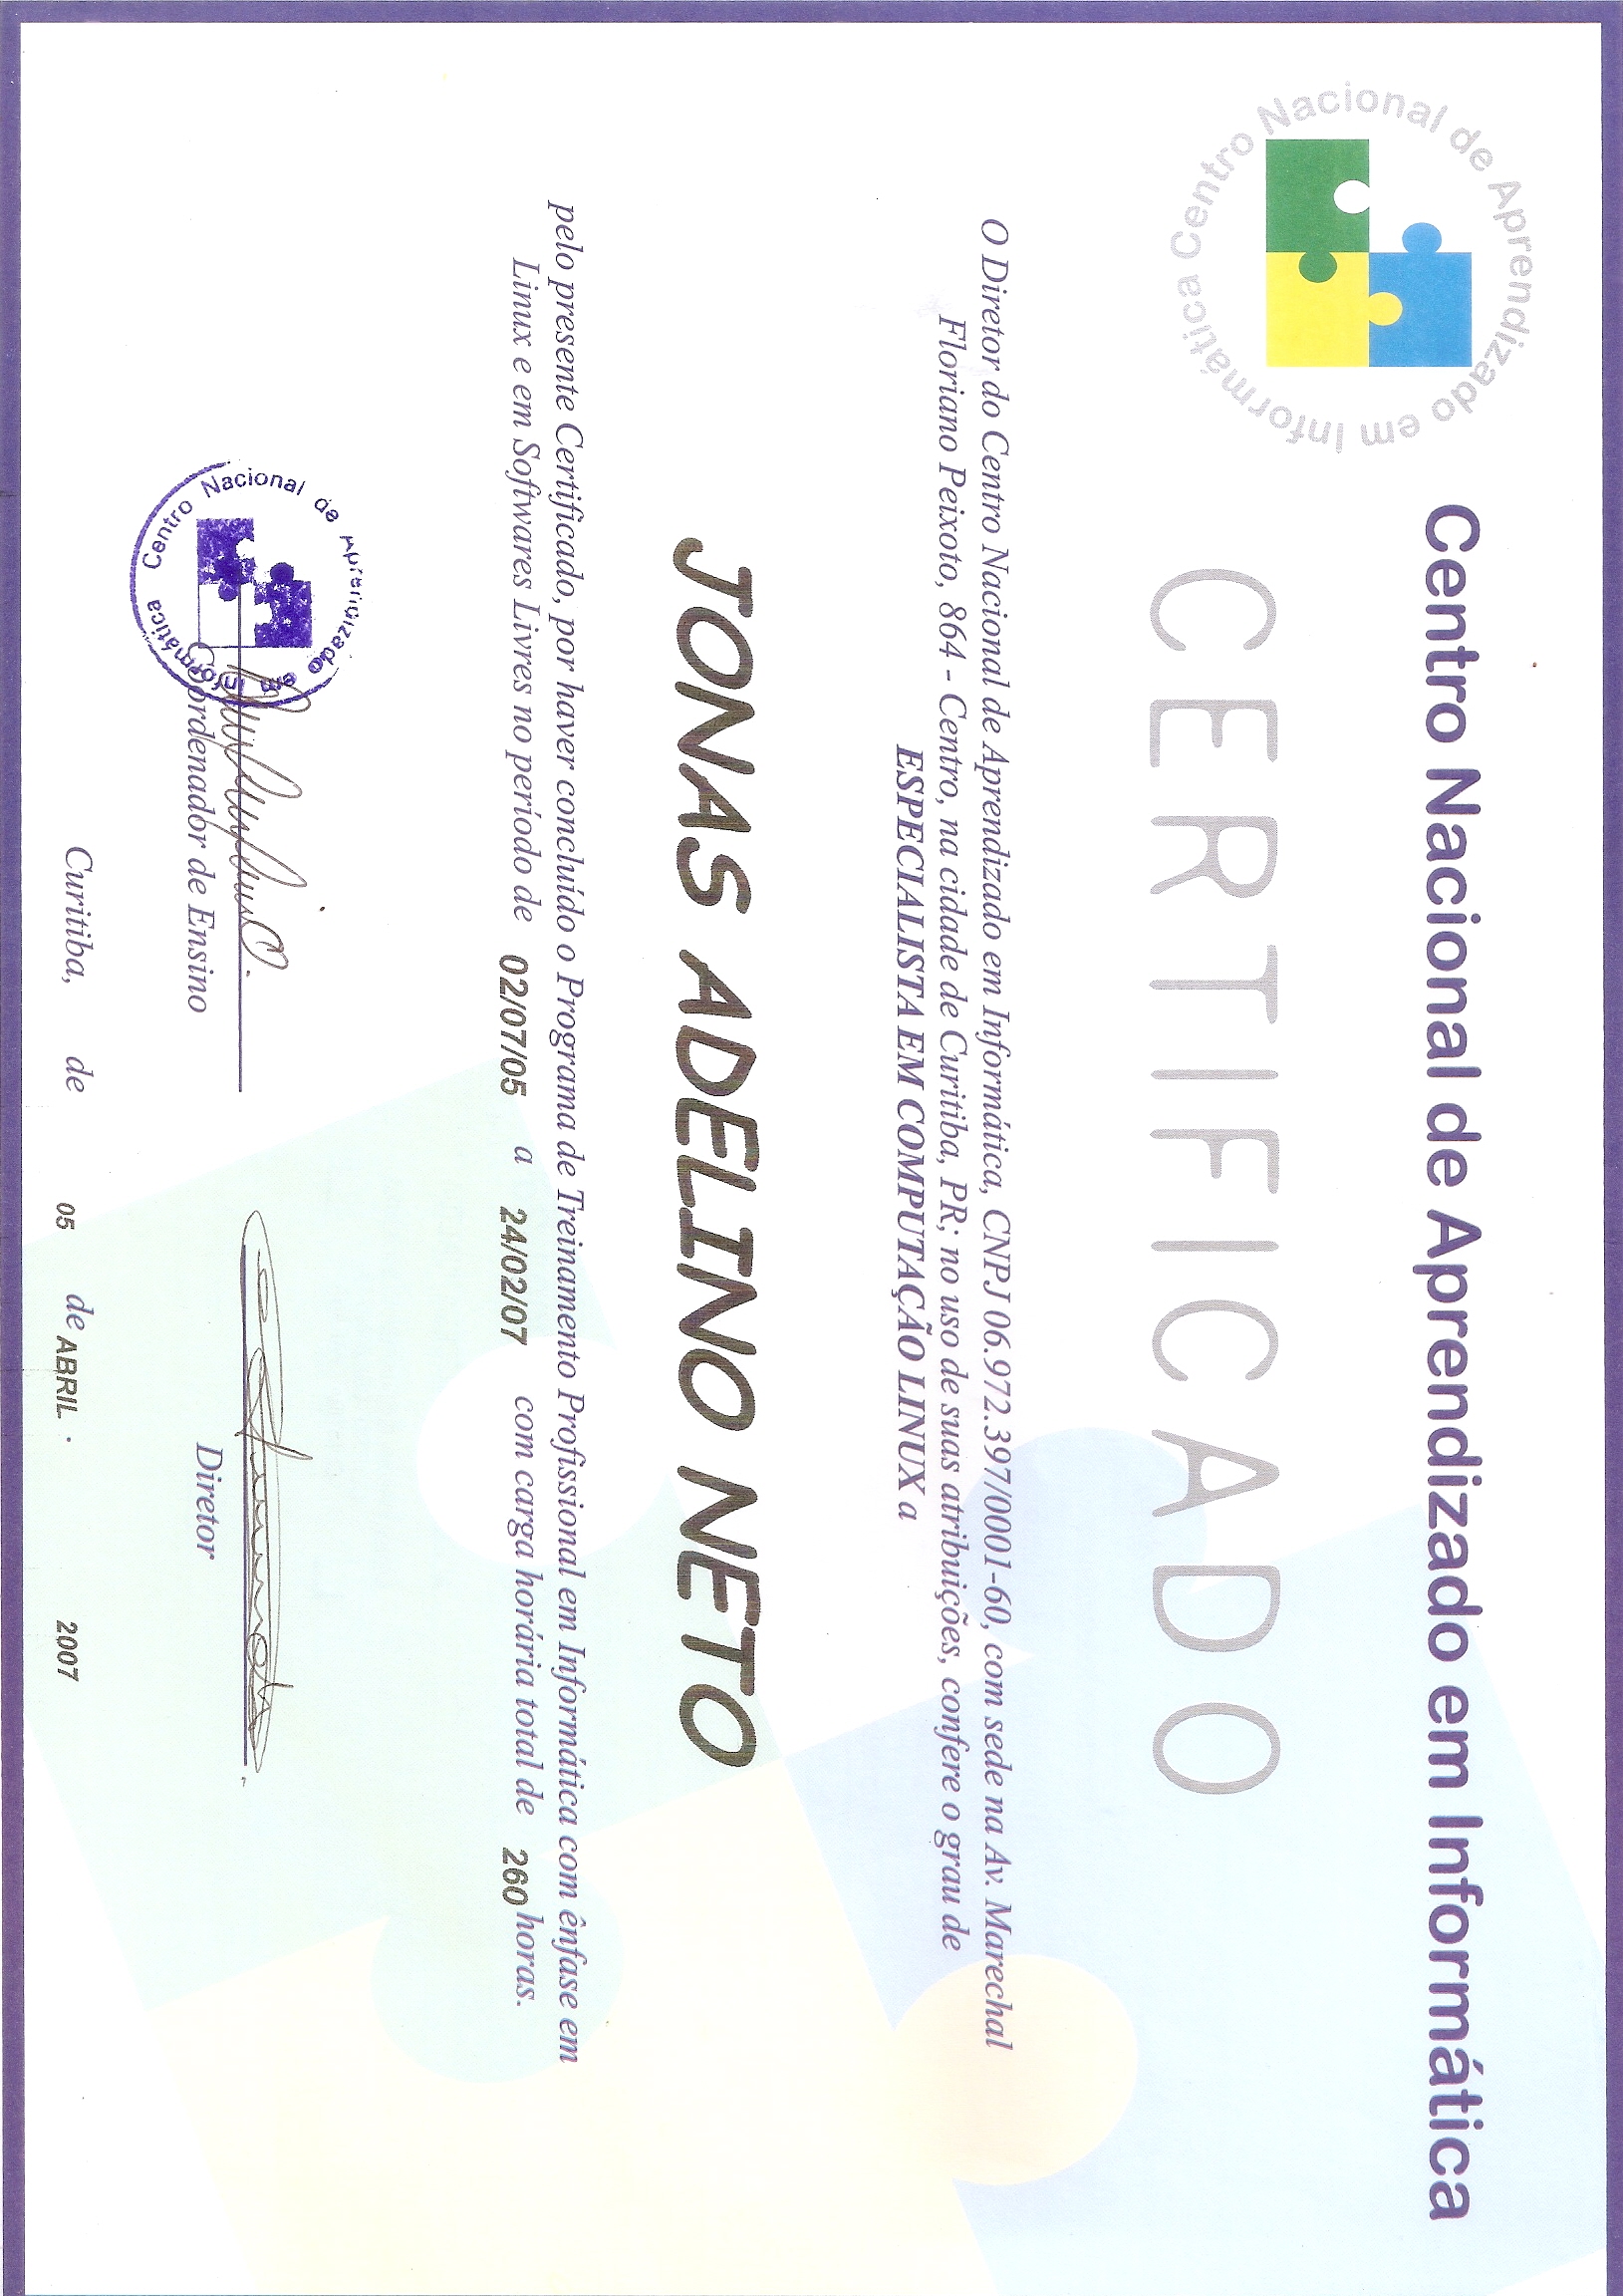 Centro Nacional de Aprendizado em Informática
Centro Nacional de Aprendizado em Informática
CERTIFICADO
O Diretor do Centro Nacional de Aprendizado em Informática, CNPJ 06.972.397/0001-60, com sede na Av. Marechal
Floriano Peixoto, 864 - Centro, na cidade de Curitiba, PR; no uso de suas atribuições, confere o grau de
ESPECIALISTA EM COMPUTAÇÃO LINUX a
JONAS ADELINO NETO
pelo presente Certificado, por haver concluído o Programa de Treinamento Profissional em Informática com ênfase em
Linux e em Softwares Livres no período de 02/07/05 a 24/02/07 com carga horária total de 260 horas.
Centro Nacional de Aprendizado em Informática
Coordenador de Ensino
Diretor
Curitiba, de 05 de ABRIL . 2007